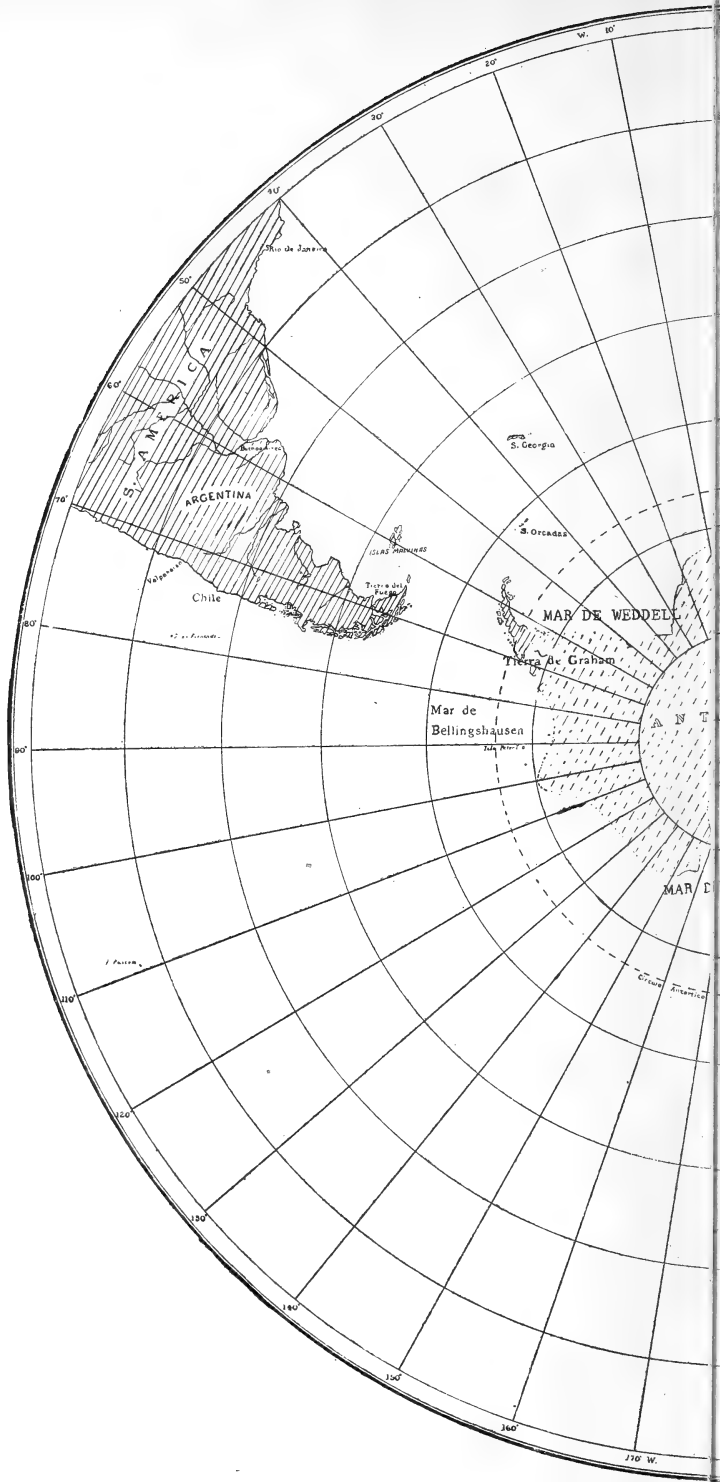 W. 10°
20°
30°
40°
Rio de Janeiro
50°
S. AMERICA
60°
Buenos Aires
S. Georgia
70°
ARGENTINA
S. Orcadas
ISLAS MALVINAS
Valparaiso
Tierra del
Fuego
Chile
MAR DE WEDDELL
80°
Tierra de Graham
Mar de
Bellingshausen
ANT
90°
100°
MAR D
110°
Circulo Antartico
120°
130°
140°
150°
160°
170° W.